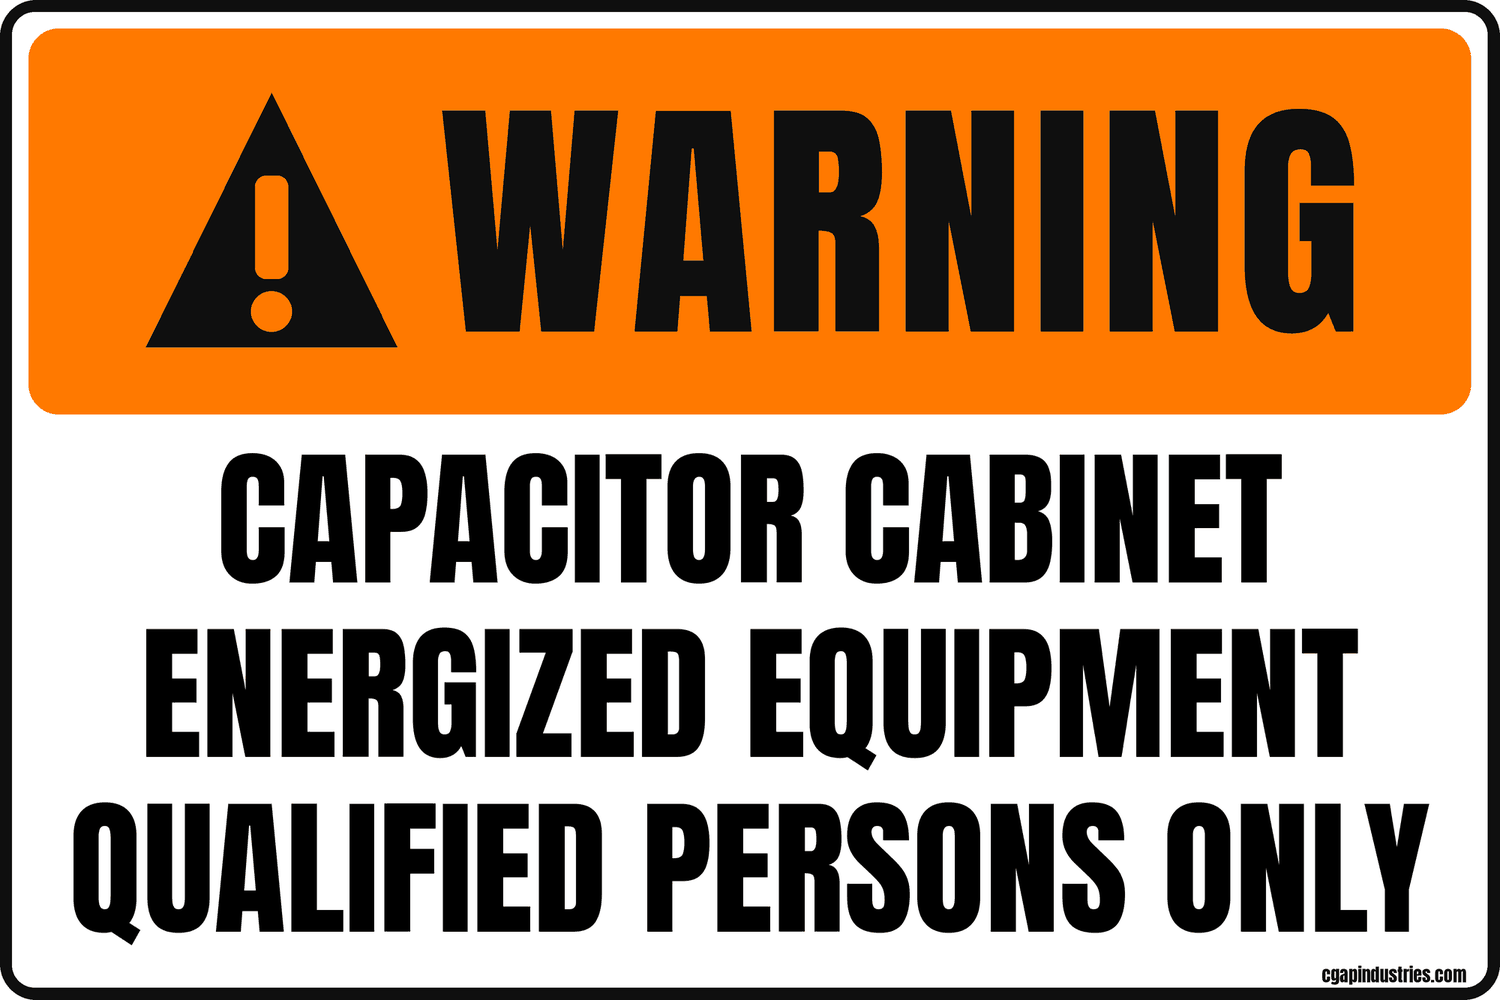 WARNING
CAPACITOR CABINET
ENERGIZED EQUIPMENT
QUALIFIED PERSONS ONLY
cgapindustries.com